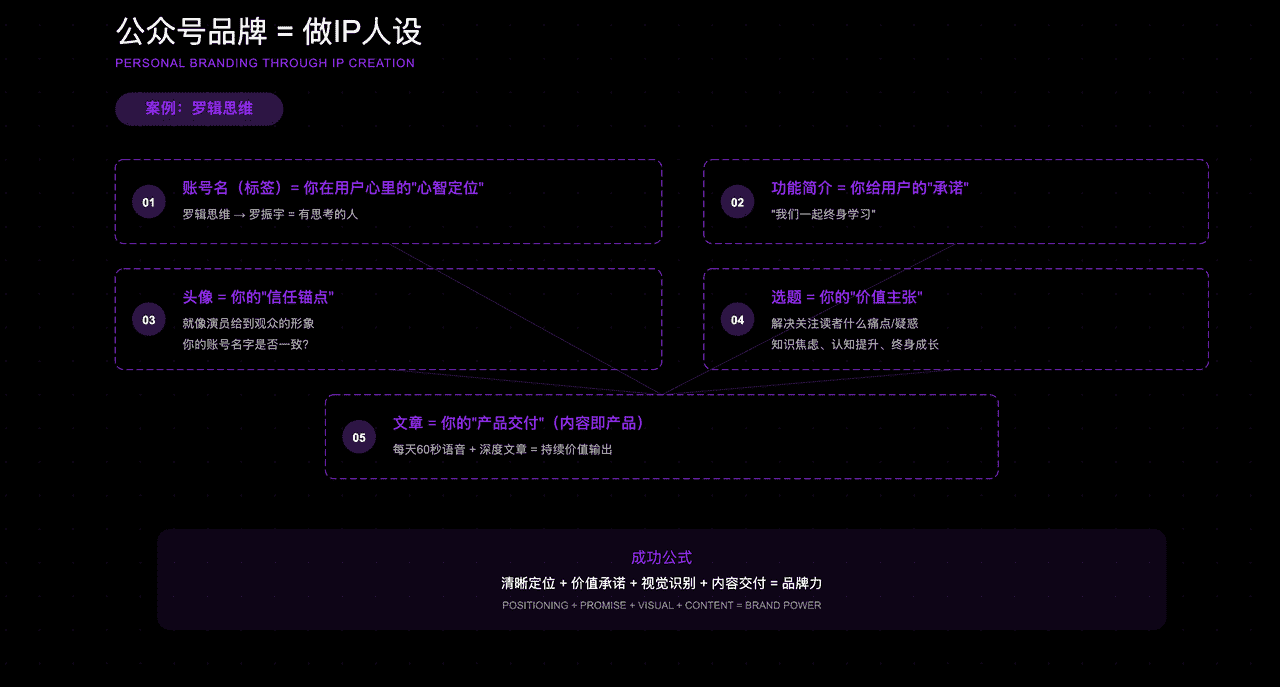 公众号品牌 = 做IP人设
PERSONAL BRANDING THROUGH IP CREATION
案例：罗辑思维
01
账号名（标签）= 你在用户心里的"心智定位"
罗辑思维 → 罗振宇 = 有思考的人
02
功能简介 = 你给用户的"承诺"
"我们一起终身学习"
03
头像 = 你的"信任锚点"
就像演员给到观众的形象
你的账号名字是否一致?
04
选题 = 你的"价值主张"
解决关注读者什么痛点/疑惑
知识焦虑、认知提升、终身成长
05
文章 = 你的"产品交付"（内容即产品）
每天60秒语音 + 深度文章 = 持续价值输出
成功公式
清晰定位 + 价值承诺 + 视觉识别 + 内容交付 = 品牌力
POSITIONING + PROMISE + VISUAL + CONTENT = BRAND POWER